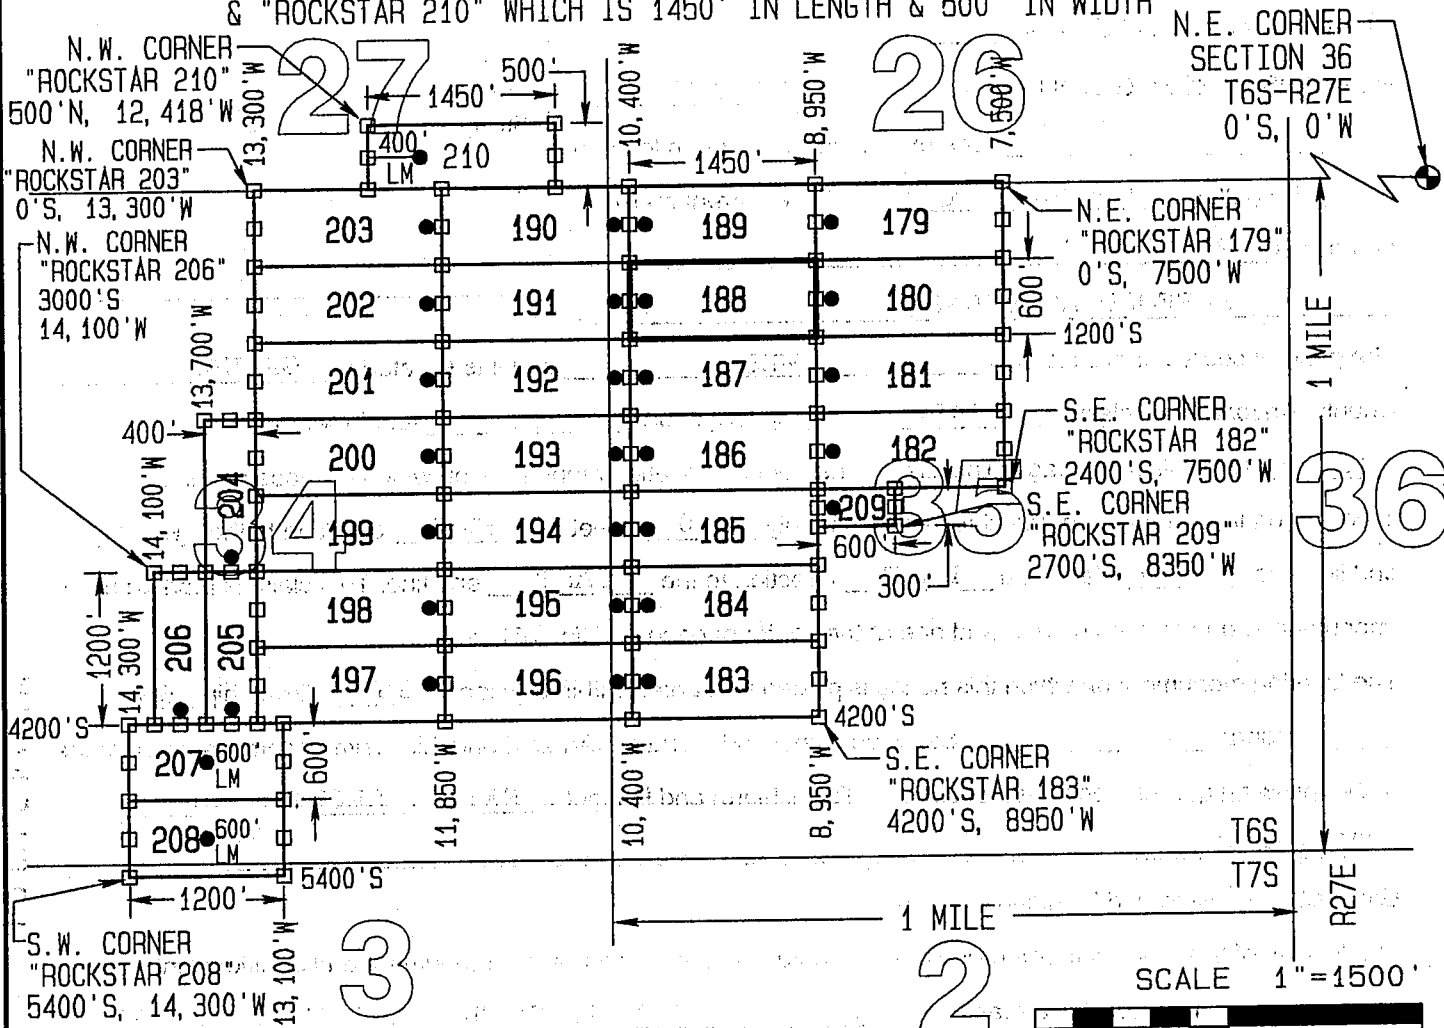 & "ROCKSTAR 210" WHICH IS 1450' IN LENGTH & 500' IN WIDTH
N.W. CORNER
"ROCKSTAR 210"
500'N, 12,418'W
N.W. CORNER
"ROCKSTAR 203"
0'S, 13,300'W
N.W. CORNER
"ROCKSTAR 206"
3000'S
14,100'W
27
26
N.E. CORNER
SECTION 36
T6S-R27E
0'S, 0'W
13,300'W.
1450'
500'
10,400'W.
8,950'W.
7,500'W.
400'
LM
210
1450'
203
190
189
179
N.E. CORNER
"ROCKSTAR 179"
0'S, 7500'W
202
191
188
180
600'
1200'S
1 MILE
13,700'W.
201
192
187
181
400'
S.E. CORNER
"ROCKSTAR 182"
2400'S, 7500'W
200
193
186
182
14,100'W.
34
204
35
36
209
S.E. CORNER
"ROCKSTAR 209"
2700'S, 8350'W
199
194
185
600'
300'
198
195
184
1200'
14,300'W.
206
205
197
196
183
4200'S
4200'S
207
600'
LM
600'
11,850'W.
10,400'W.
8,950'W.
S.E. CORNER
"ROCKSTAR 183"
4200'S, 8950'W
208
600'
LM
T6S
T7S
R27E
5400'S
1200'
1 MILE
S.W. CORNER
"ROCKSTAR 208"
5400'S, 14,300'W
13,100'W.
3
2
SCALE 1"=1500'